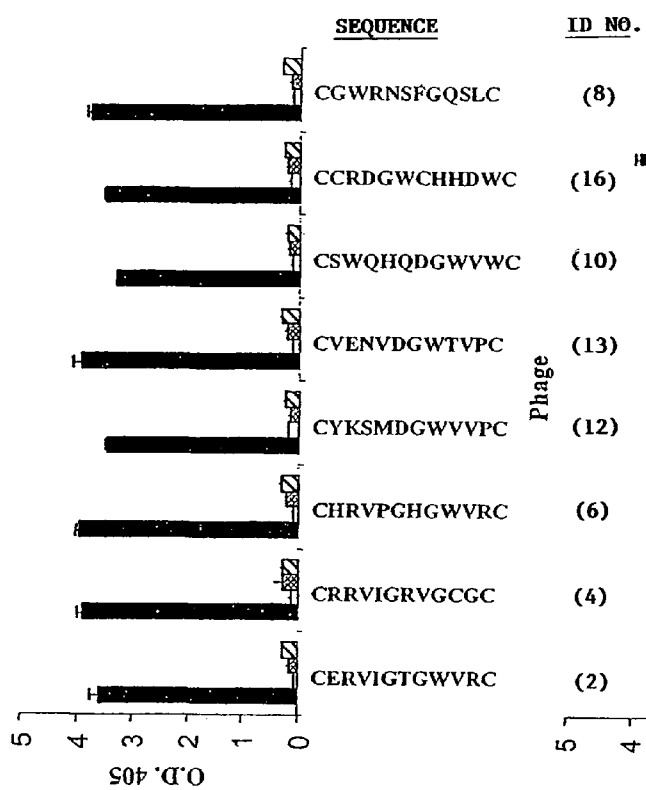 SEQUENCE ID NO.
CGWRNSFGQSLC (8)
CCRDGWCHHDWC (16)
CSWQHQDGWVWC (10)
CVENVDGWTVPC (13)
CYKSMDGWVVPC (12)
CHRVPGHGWVRC (6)
CRRVIGRVGCGC (4)
CERVIGTGWVRC (2)
Phage
5 4 3 2 1 0
O.D. 405
5 4